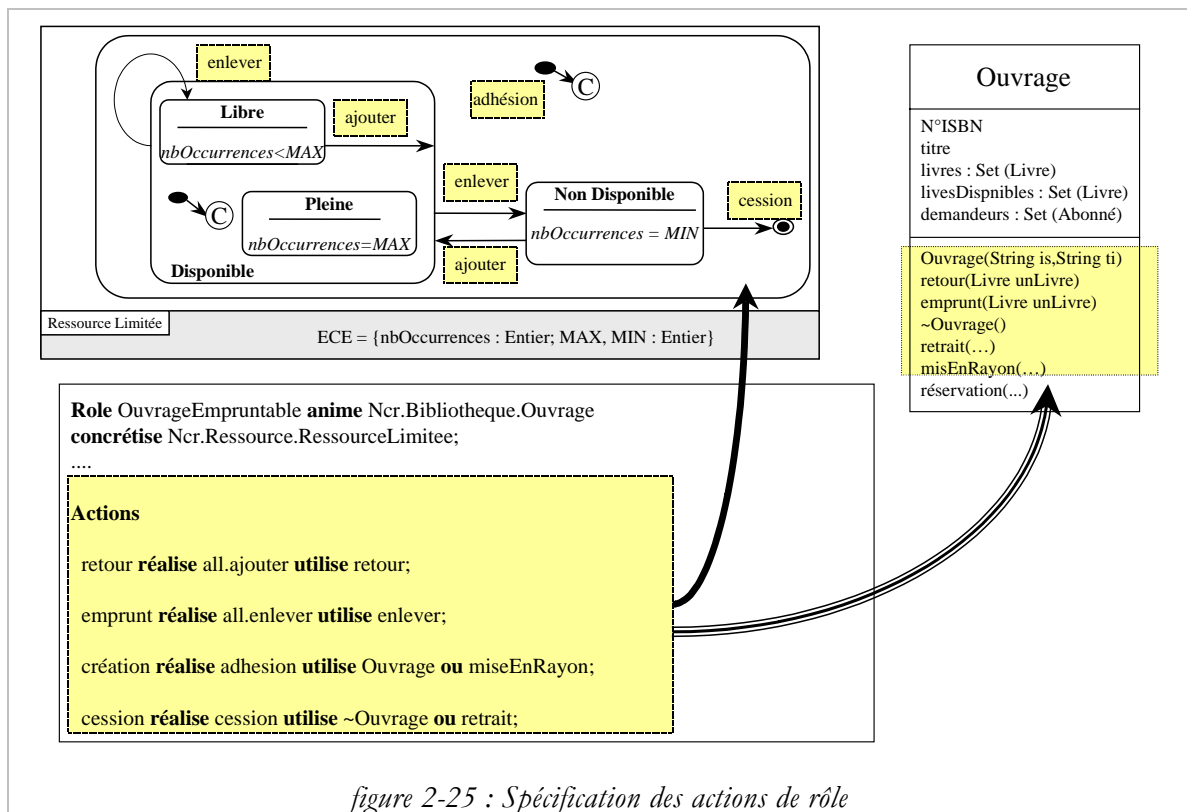 enlever
Libre
nbOccurrences<MAX
ajouter
adhésion
C
enlever
C
Pleine
nbOccurrences=MAX
Non Disponible
nbOccurrences = MIN
cession
Disponible
ajouter
Ressource Limitée
ECE = {nbOccurrences : Entier; MAX, MIN : Entier}
Ouvrage
N°ISBN
titre
livres : Set (Livre)
livesDispnibles : Set (Livre)
demandeurs : Set (Abonné)
Ouvrage(String is,String ti)
retour(Livre unLivre)
emprunt(Livre unLivre)
~Ouvrage()
retrait(…)
misEnRayon(…)
réservation(...)
Role OuvrageEmpruntable anime Ncr.Bibliotheque.Ouvrage
concrétise Ncr.Ressource.RessourceLimitee;
....
Actions
retour réalise all.ajouter utilise retour;
emprunt réalise all.enlever utilise enlever;
création réalise adhesion utilise Ouvrage ou miseEnRayon;
cession réalise cession utilise ~Ouvrage ou retrait;
figure 2-25 : Spécification des actions de rôle